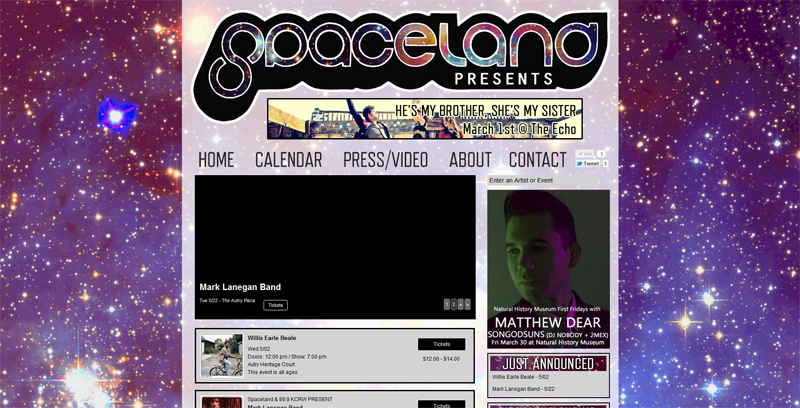 spaceland
PRESENTS
HE'S MY BROTHER, SHE'S MY SISTER
March 1st @ The Echo
HOME CALENDAR PRESS/VIDEO ABOUT CONTACT
Like 1
Tweet 5
Enter an Artist or Event
Mark Lanegan Band
Tue 5/22 - The Autry Plaza
Tickets
1 2
Natural History Museum First Fridays with
MATTHEW DEAR
SONGODSUNS (DJ NOBODY + 2MEX)
Fri March 30 at Natural History Museum
Willis Earle Beale
Wed 5/02
Doors: 12:00 pm / Show: 7:00 pm
Autry Heritage Court
This event is all ages
Tickets
$12.00 - $14.00
JUST ANNOUNCED
Willis Earle Beale - 5/02
Mark Lanegan Band - 5/22
Spaceland & 89.9 KCRW PRESENT
Mark Lanegan Band
Tickets